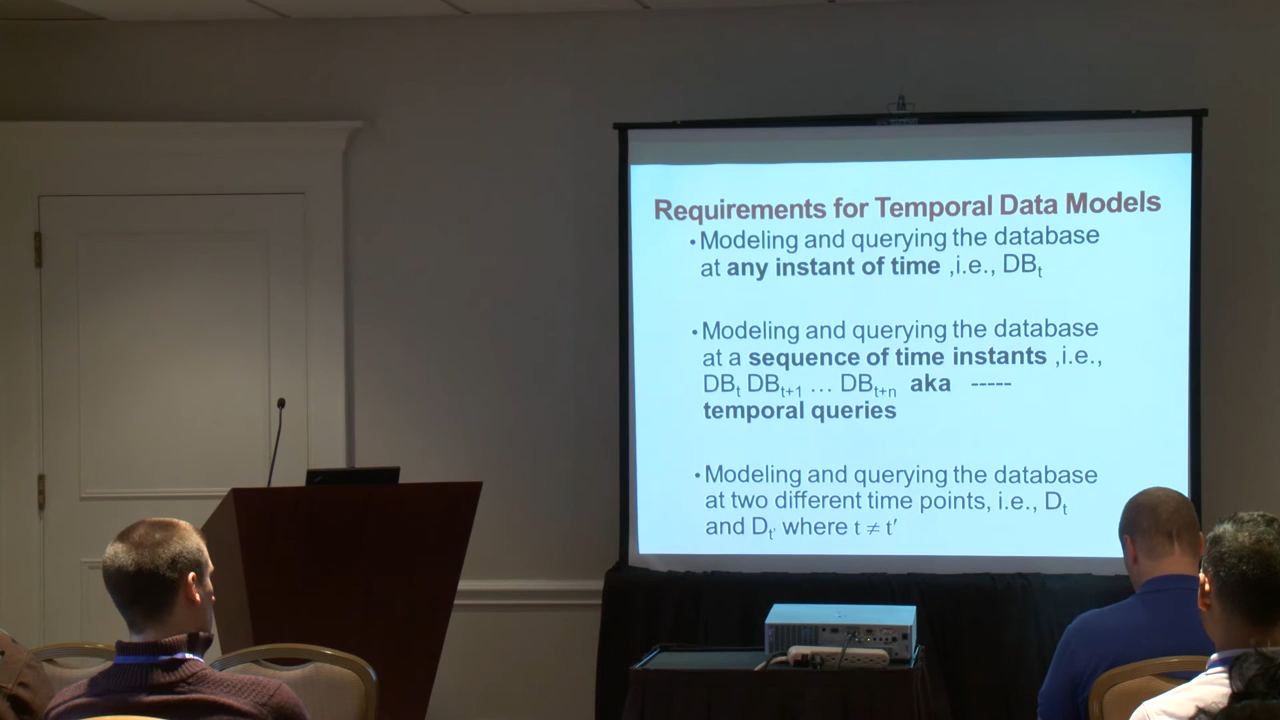 Requirements for Temporal Data Models
• Modeling and querying the database
at any instant of time ,i.e., DBt
• Modeling and querying the database
at a sequence of time instants ,i.e.,
DBt DBt+1 … DBt+n aka -----
temporal queries
• Modeling and querying the database
at two different time points, i.e., Dt
and Dt' where t ≠ t′